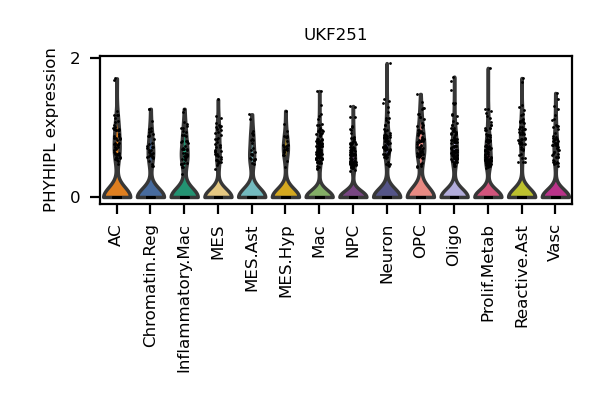 UKF251
PHYHIPL expression
2
0
AC
Chromatin.Reg
Inflammatory.Mac
MES
MES.Ast
MES.Hyp
Mac
NPC
Neuron
OPC
Oligo
Prolif.Metab
Reactive.Ast
Vasc